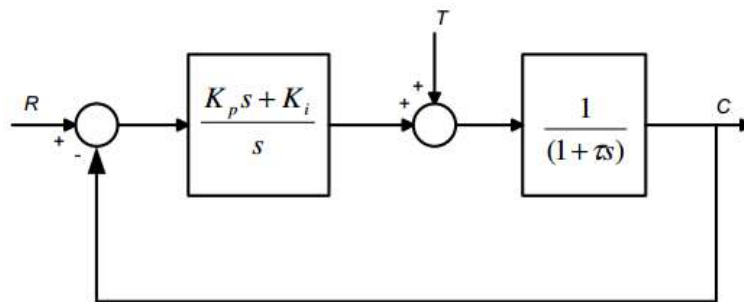 T
R
+
-
K_p s + K_i
s
+
+
1
(1 + τs)
C